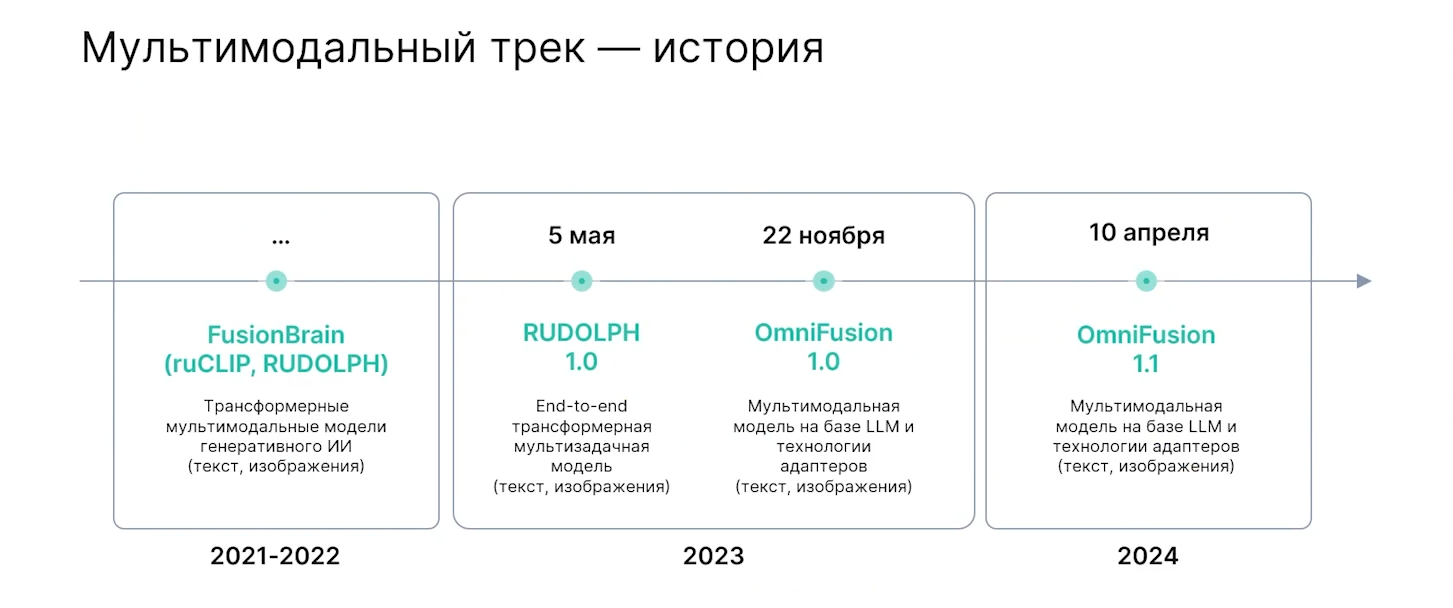 Мультимодальный трек — история
...
FusionBrain
(ruCLIP, RUDOLPH)
Трансформерные
мультимодальные модели
генеративного ИИ
(текст, изображения)
2021-2022
5 мая
RUDOLPH
1.0
End-to-end
трансформерная
мультизадачная
модель
(текст, изображения)
22 ноября
OmniFusion
1.0
Мультимодальная
модель на базе LLM и
технологии
адаптеров
(текст, изображения)
2023
10 апреля
OmniFusion
1.1
Мультимодальная
модель на базе LLM и
технологии адаптеров
(текст, изображения)
2024